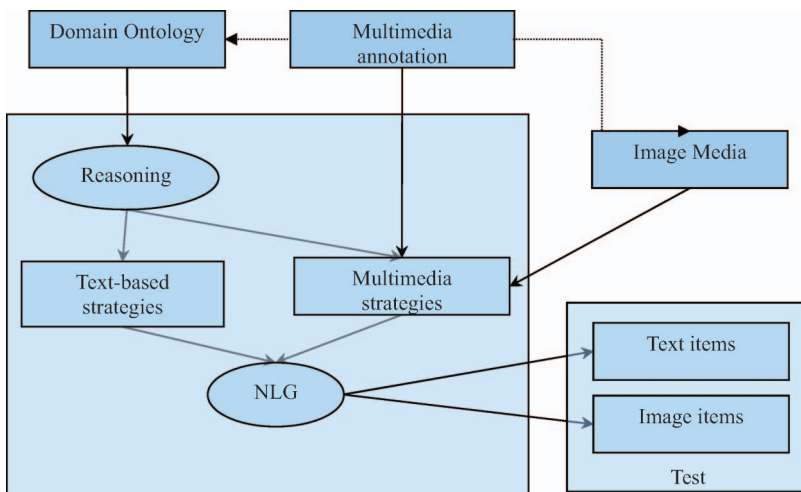 Domain Ontology
Multimedia
annotation
Image Media
Reasoning
Text-based
strategies
Multimedia
strategies
NLG
Text items
Image items
Test